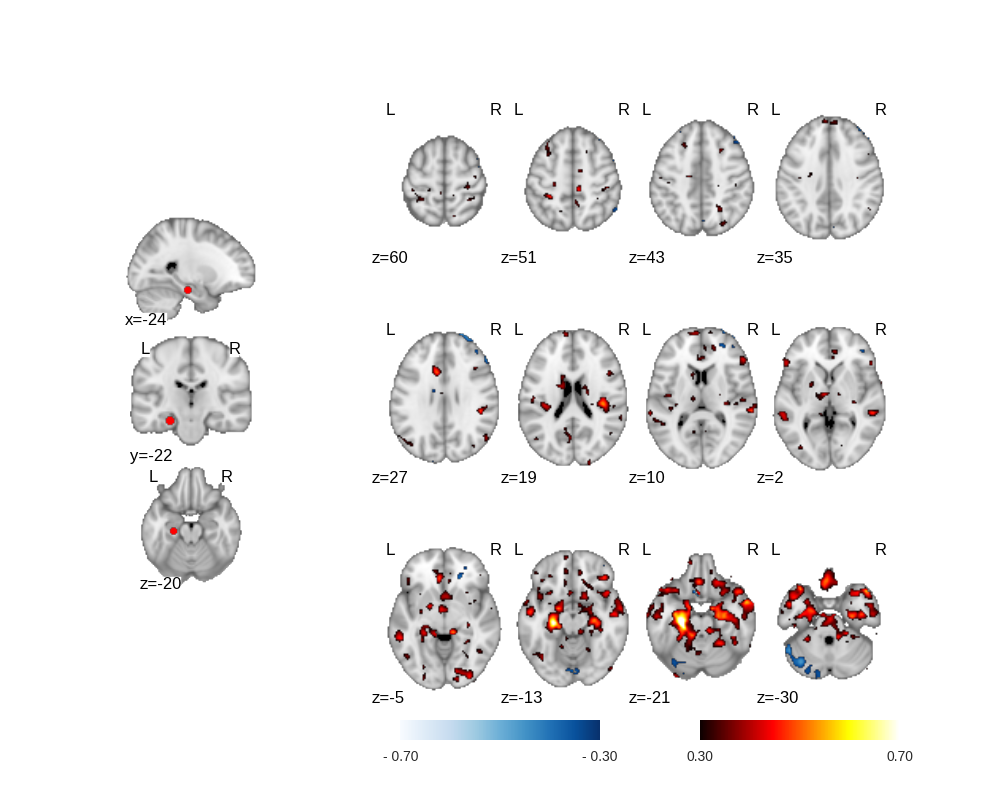 L R L R L R L R
z=60 z=51 z=43 z=35
x=-24
L R
y=-22
L R
z=-20
L R L R L R L R
z=27 z=19 z=10 z=2
L R L R L R L R
z=-5 z=-13 z=-21 z=-30
- 0.70 - 0.30 0.30 0.70